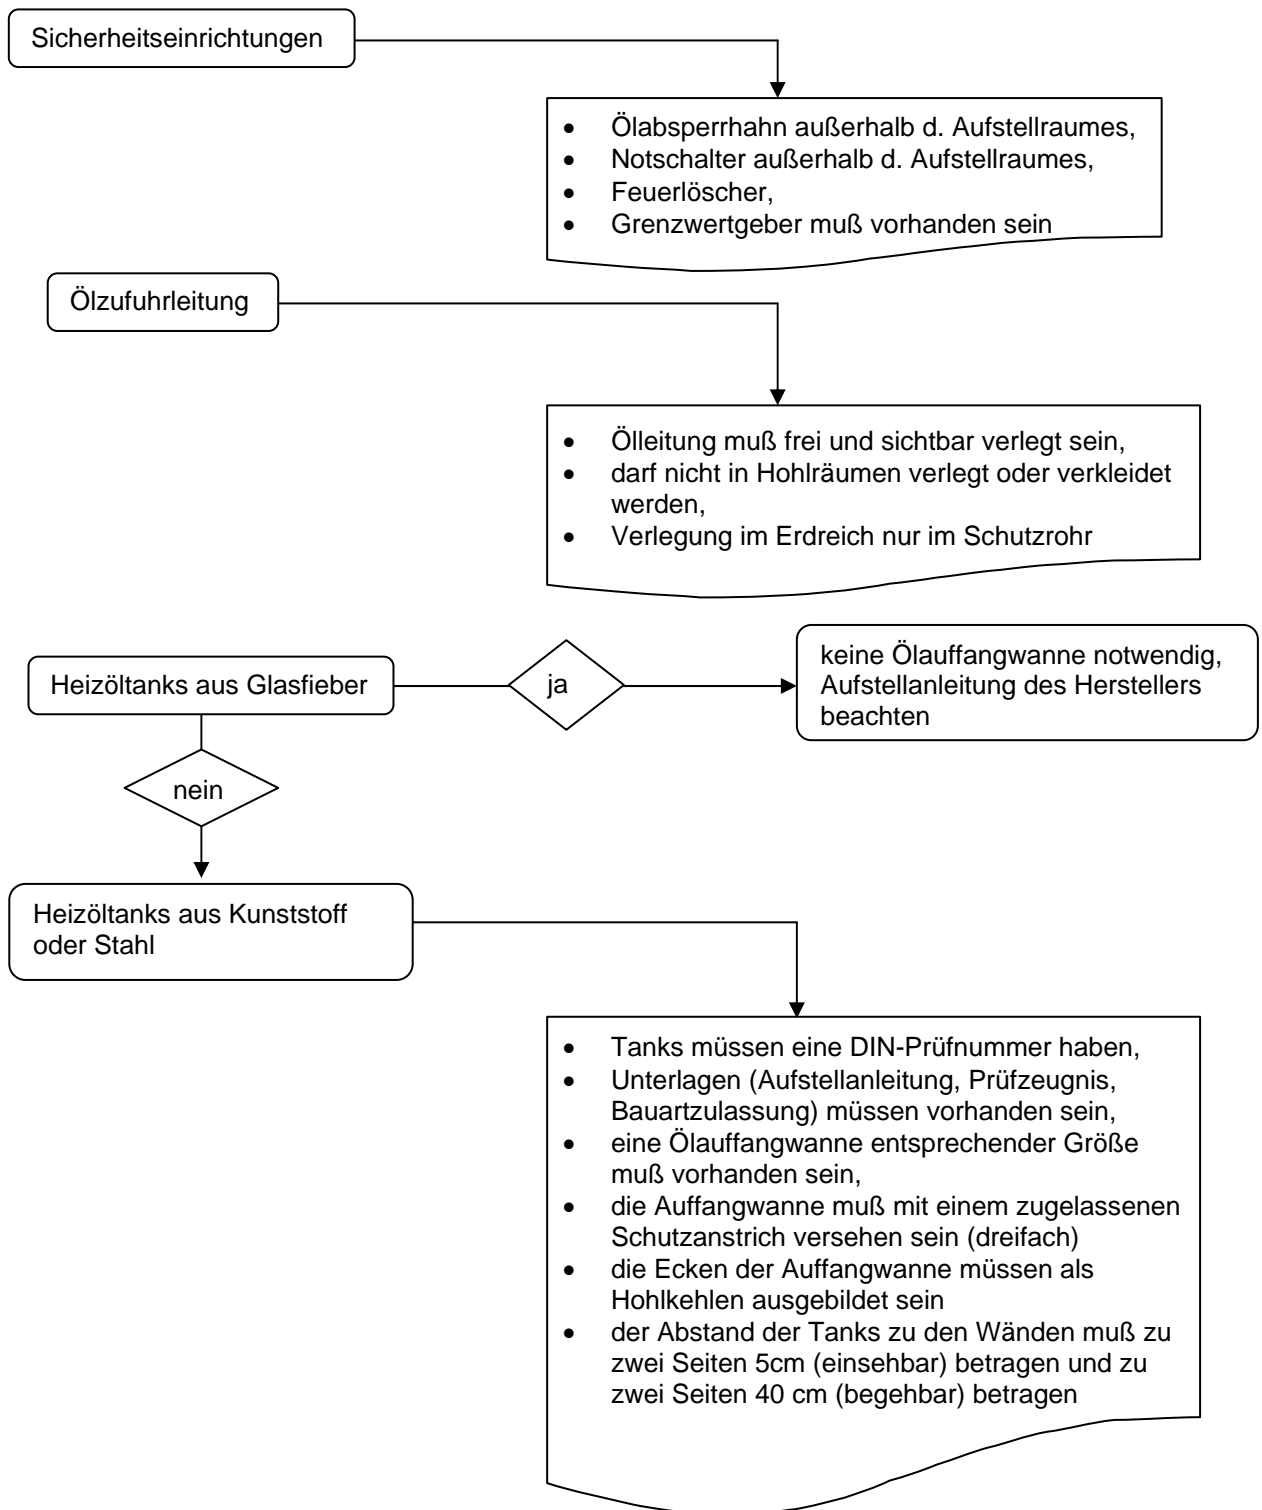 Sicherheitseinrichtungen
• Ölabsperrhahn außerhalb d. Aufstellraumes,
• Notschalter außerhalb d. Aufstellraumes,
• Feuerlöscher,
• Grenzwertgeber muß vorhanden sein
Ölzufuhrleitung
• Ölleitung muß frei und sichtbar verlegt sein,
• darf nicht in Hohlräumen verlegt oder verkleidet
werden,
• Verlegung im Erdreich nur im Schutzrohr
Heizöltanks aus Glasfieber
ja
keine Ölauffangwanne notwendig,
Aufstellanleitung des Herstellers
beachten
nein
Heizöltanks aus Kunststoff
oder Stahl
• Tanks müssen eine DIN-Prüfnummer haben,
• Unterlagen (Aufstellanleitung, Prüfzeugnis,
Bauartzulassung) müssen vorhanden sein,
• eine Ölauffangwanne entsprechender Größe
muß vorhanden sein,
• die Auffangwanne muß mit einem zugelassenen
Schutzanstrich versehen sein (dreifach)
• die Ecken der Auffangwanne müssen als
Hohlkehlen ausgebildet sein
• der Abstand der Tanks zu den Wänden muß zu
zwei Seiten 5cm (einsehbar) betragen und zu
zwei Seiten 40 cm (begehbar) betragen